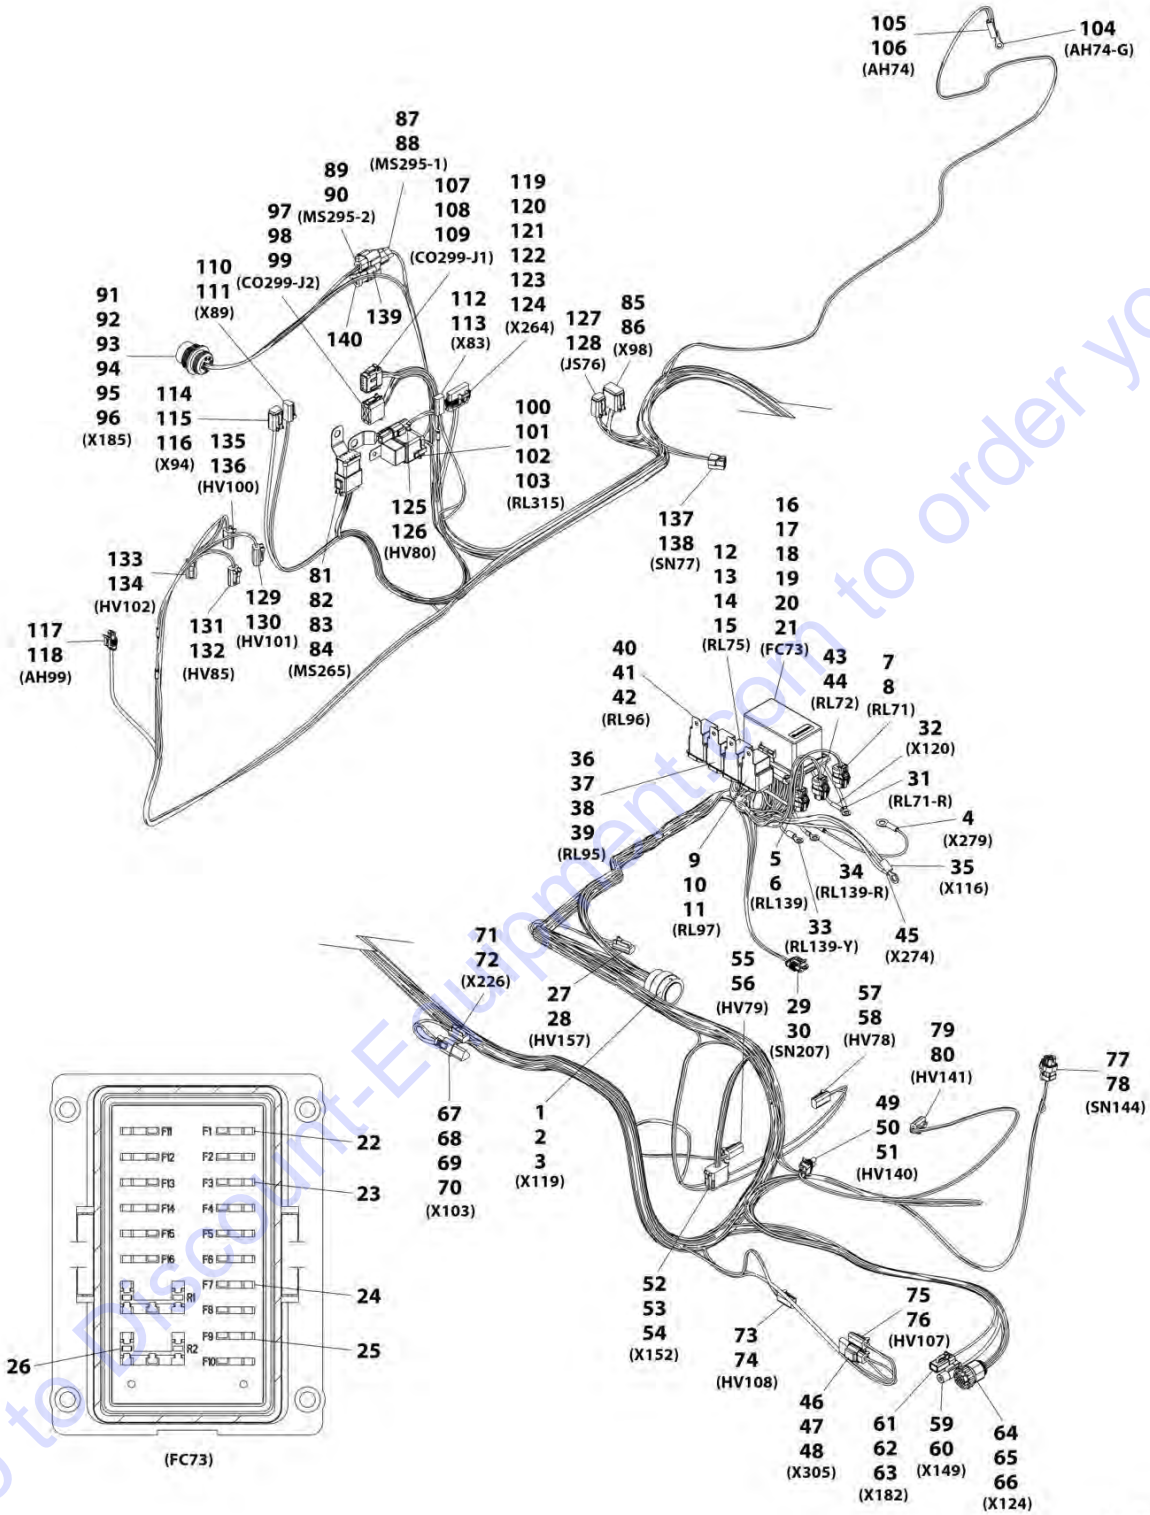 105
106
(AH74)
104
(AH74-G)
87
88
(MS295-1)
89
90
(MS295-2)
107
108
109
(CO299-J1)
119
120
121
122
123
124
(X264)
97
98
99
(CO299-J2)
110
111
(X89)
112
113
(X83)
91
92
93
94
95
96
(X185)
139
140
127
128
(JS76)
85
86
(X98)
114
115
116
(X94)
135
136
(HV100)
100
101
102
103
(RL315)
125
126
(HV80)
137
138
(SN77)
16
17
18
19
20
21
(FC73)
12
13
14
15
(RL75)
133
134
(HV102)
131
132
(HV85)
129
130
(HV101)
81
82
83
84
(MS265)
117
118
(AH99)
40
41
42
(RL96)
43
44
(RL72)
7
8
(RL71)
32
(X120)
31
(RL71-R)
4
(X279)
36
37
38
39
(RL95)
9
10
11
(RL97)
5
6
(RL139)
34
(RL139-R)
35
(X116)
33
(RL139-Y)
45
(X274)
71
72
(X226)
27
28
(HV157)
55
56
(HV79)
29
30
(SN207)
57
58
(HV78)
79
80
(HV141)
77
78
(SN144)
67
68
69
70
(X103)
1
2
3
(X119)
49
50
51
(HV140)
52
53
54
(X152)
73
74
(HV108)
75
76
(HV107)
46
47
48
(X305)
61
62
63
(X182)
59
60
(X149)
64
65
66
(X124)
F11 F1 22
F12 F2
F13 F3 23
F14 F4
F15 F5
F16 F6
R1 F7 24
F8
26 R2 F9 25
F10
(FC73)
to Discount-Equipment.com to order yo